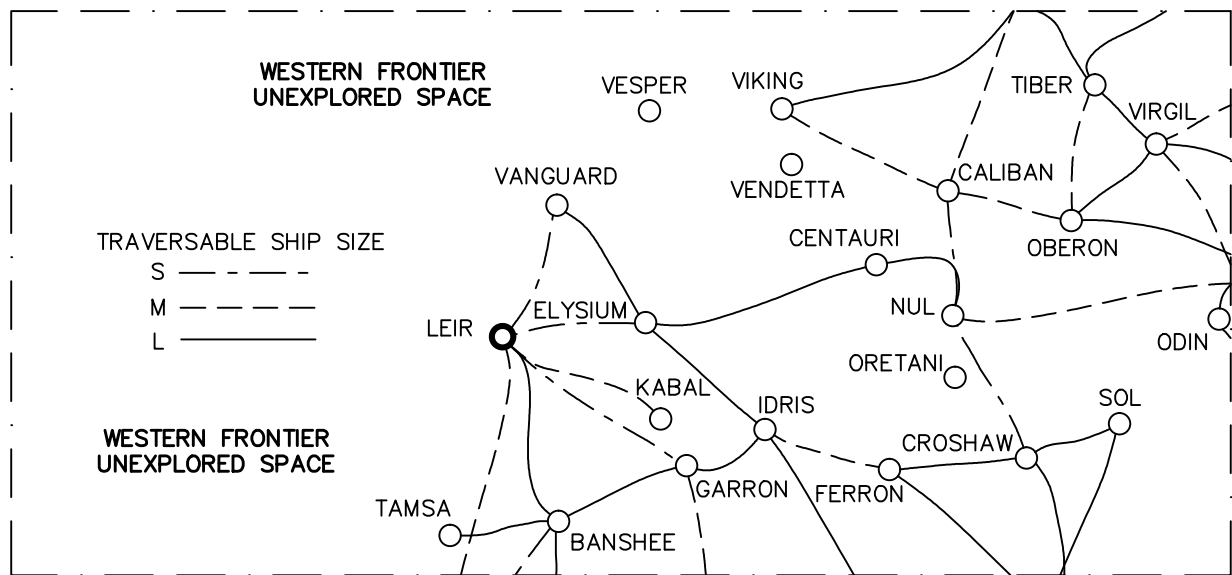 WESTERN FRONTIER
UNEXPLORED SPACE
VESPER
VIKING
TIBER
VIRGIL
VANGUARD
VENDETTA
CALIBAN
TRAVERSABLE SHIP SIZE
S
M
L
CENTAURI
OBERON
LEIR
ELYSIUM
NUL
ODIN
ORETANI
KABAL
IDRIS
SOL
WESTERN FRONTIER
UNEXPLORED SPACE
CROSHAW
GARRON
FERRON
TAMSA
BANSHEE